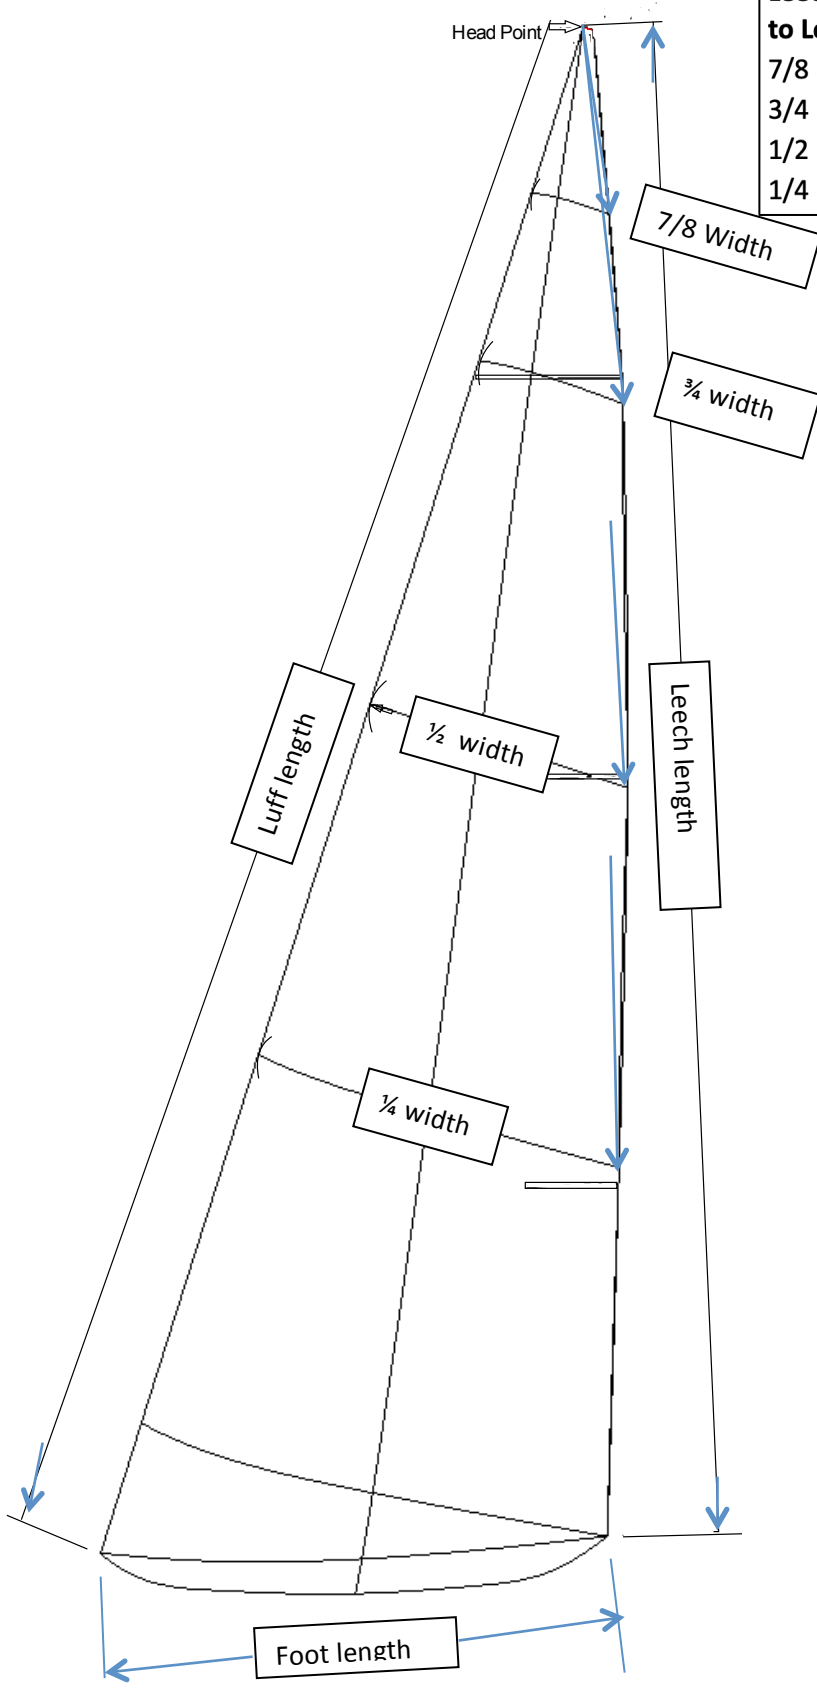 Head Point
to
7/8
3/4
1/2
1/4
7/8 Width
¾ width
Luff length
½ width
Leech length
¼ width
Foot length